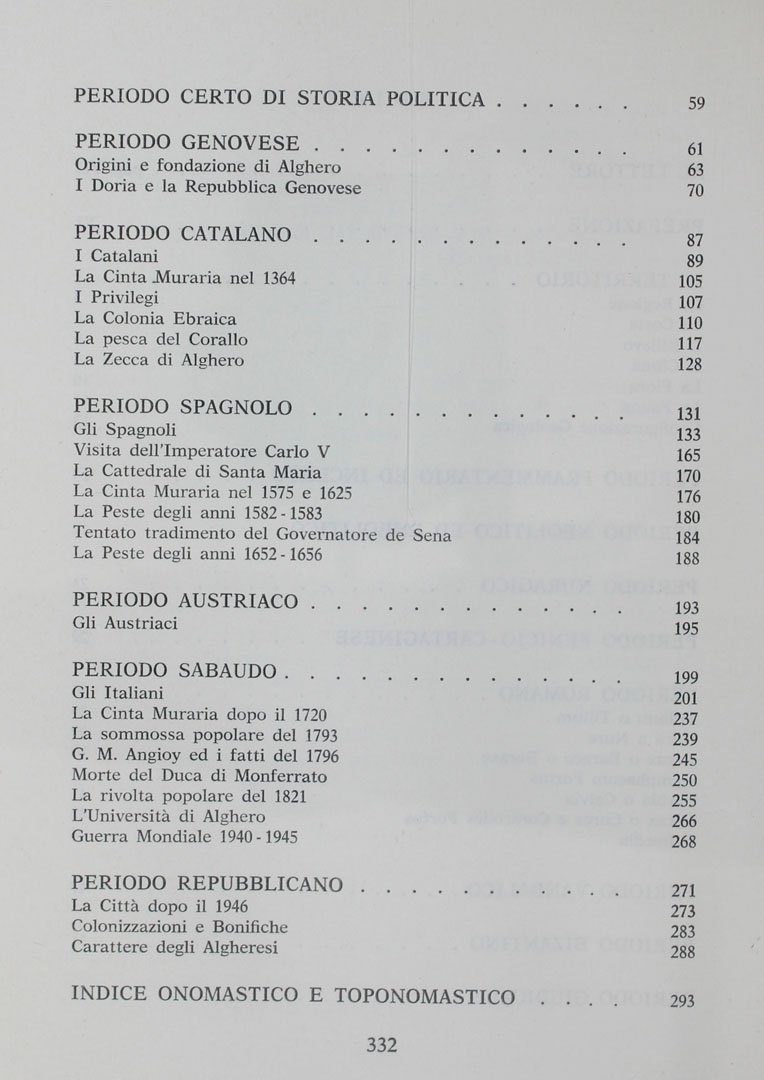 PERIODO CERTO DI STORIA POLITICA . . . . . . 59
PERIODO GENOVESE . . . . . . . . . . . . . 61
Origini e fondazione di Alghero 63
I Doria e la Repubblica Genovese 70
PERIODO CATALANO . . . . . . . . . . . . . 87
I Catalani 89
La Cinta Muraria nel 1364 105
I Privilegi 107
La Colonia Ebraica 110
La pesca del Corallo 117
La Zecca di Alghero 128
PERIODO SPAGNOLO . . . . . . . . . . . . . 131
Gli Spagnoli 133
Visita dell'Imperatore Carlo V 165
La Cattedrale di Santa Maria 170
La Cinta Muraria nel 1575 e 1625 176
La Peste degli anni 1582 - 1583 180
Tentato tradimento del Governatore de Sena 184
La Peste degli anni 1652 - 1656 188
PERIODO AUSTRIACO . . . . . . . . . . . . . 193
Gli Austriaci 195
PERIODO SABAUDO . . . . . . . . . . . . . . 199
Gli Italiani 201
La Cinta Muraria dopo il 1720 237
La sommossa popolare del 1793 239
G. M. Angioy ed i fatti del 1796 245
Morte del Duca di Monferrato 250
La rivolta popolare del 1821 255
L'Università di Alghero 266
Guerra Mondiale 1940 - 1945 268
PERIODO REPUBBLICANO . . . . . . . . . . . 271
La Città dopo il 1946 273
Colonizzazioni e Bonifiche 283
Carattere degli Algheresi 288
INDICE ONOMASTICO E TOPONOMASTICO . . . . 293
332